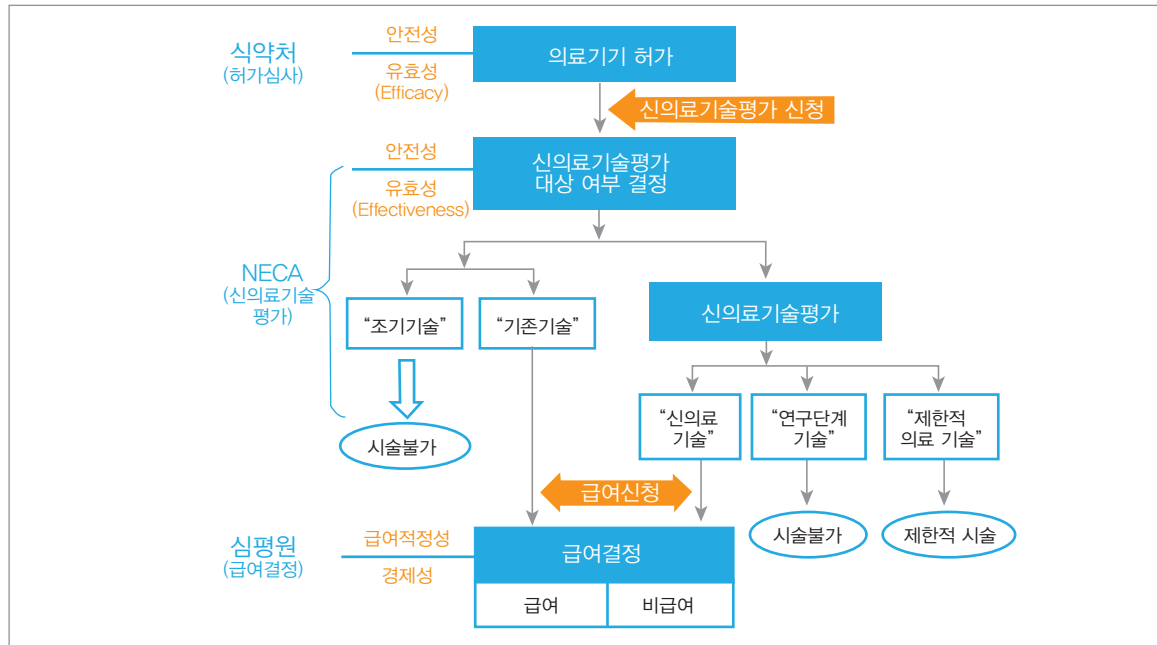 식약처
(허가심사)
안전성
유효성
(Efficacy)
의료기기 허가
신의료기술평가 신청
안전성
유효성
(Effectiveness)
신의료기술평가
대상 여부 결정
NECA
(신의료기술
평가)
“조기기술”
“기존기술”
신의료기술평가
시술불가
“신의료
기술”
“연구단계
기술”
“제한적
의료 기술”
급여신청
시술불가
제한적 시술
심평원
(급여결정)
급여적정성
경제성
급여결정
급여
비급여